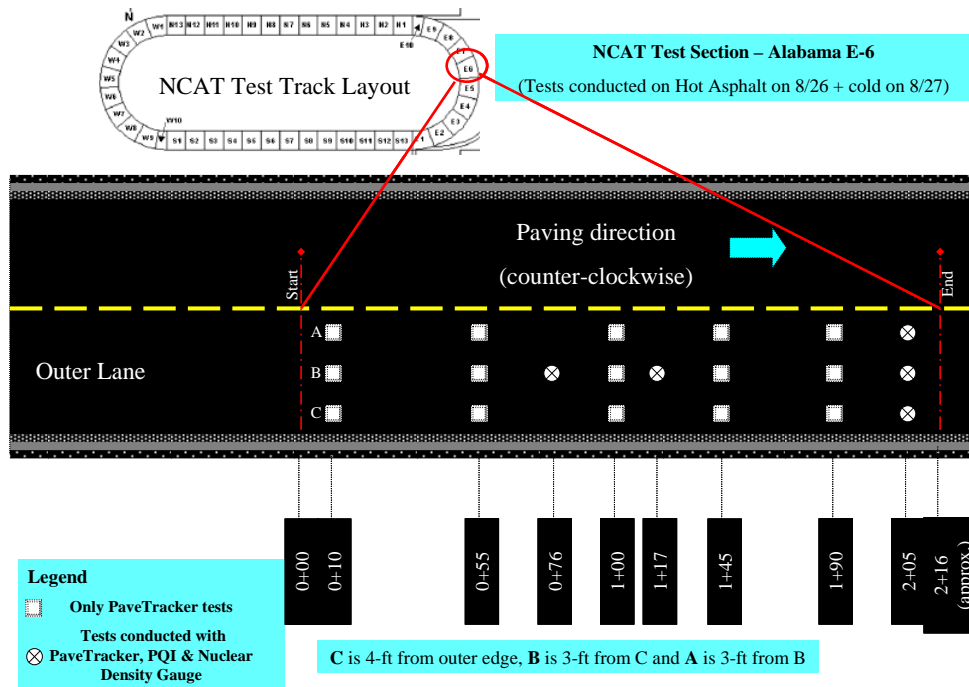 N
W1 N13 N12 N11 N10 N9 N8 N7 N6 N5 N4 N3 N2 N1 E9
W2 E10 E8
W3 E7
W4 E6
W5 NCAT Test Track Layout E5
W6 E4
W7 E3
W8 E2
W9 W10 S1 S2 S3 S4 S5 S6 S7 S8 S9 S10 S11 S12 S13 E1
NCAT Test Section – Alabama E-6
(Tests conducted on Hot Asphalt on 8/26 + cold on 8/27)
Paving direction
(counter-clockwise)
Start
End
A
Outer Lane
B
C
0+00
0+10
0+55
0+76
1+00
1+17
1+45
1+90
2+05
2+16
(approx.)
Legend
Only PaveTracker tests
Tests conducted with
PaveTracker, PQI & Nuclear
Density Gauge
C is 4-ft from outer edge, B is 3-ft from C and A is 3-ft from B